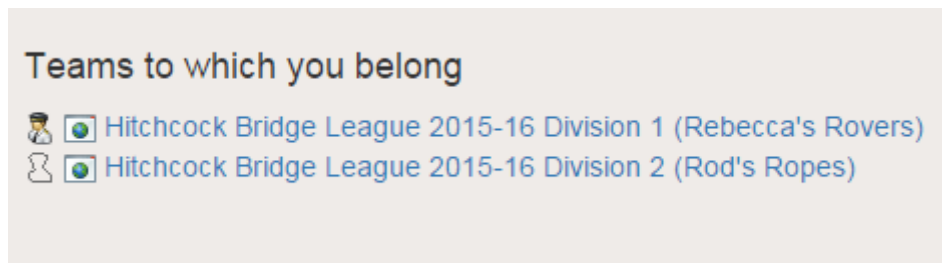 Teams to which you belong
Hitchcock Bridge League 2015-16 Division 1 (Rebecca's Rovers)
Hitchcock Bridge League 2015-16 Division 2 (Rod's Ropes)